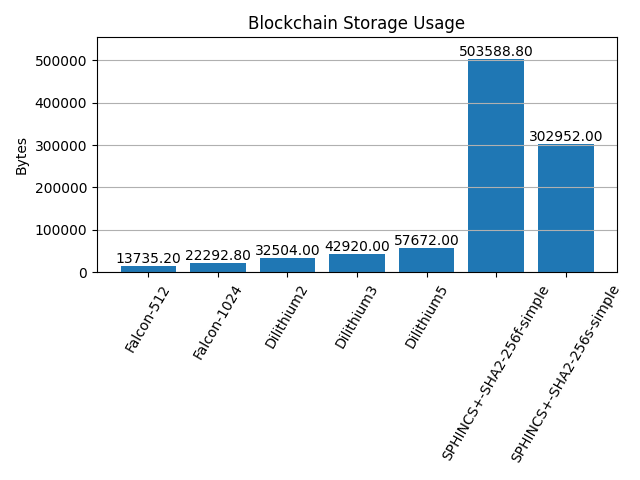 Blockchain Storage Usage
Bytes
500000
400000
300000
200000
100000
0
13735.20
22292.80
32504.00
42920.00
57672.00
503588.80
302952.00
Falcon-512
Falcon-1024
Dilithium2
Dilithium3
Dilithium5
SPHINCS+-SHA2-256f-simple
SPHINCS+-SHA2-256s-simple